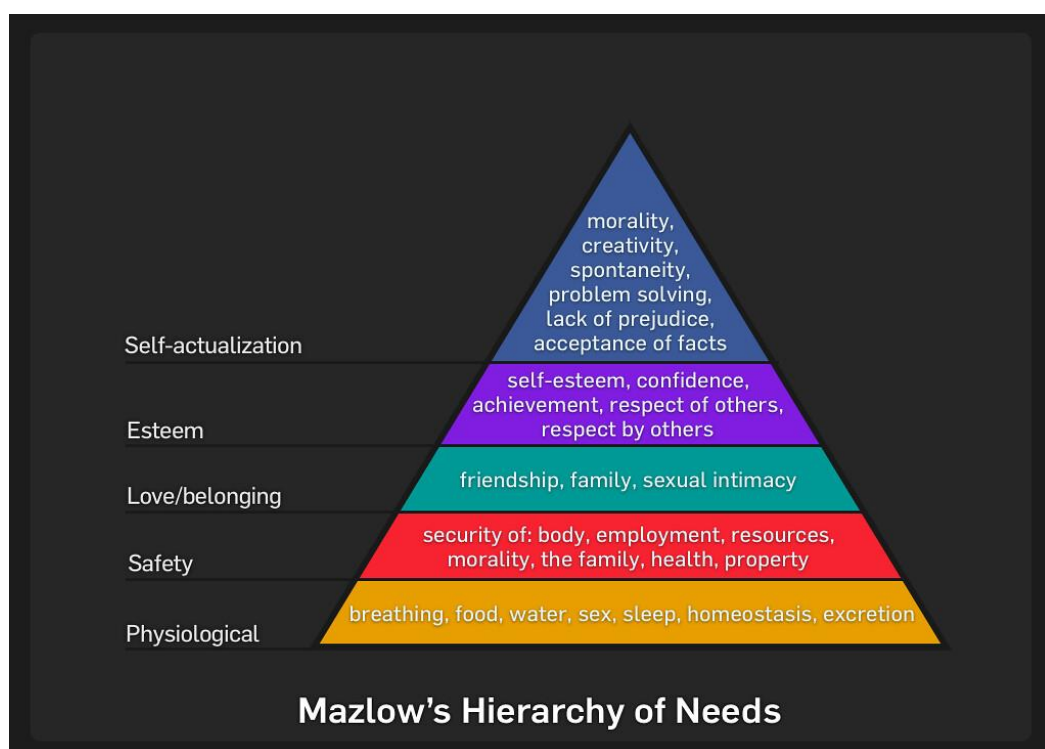 morality,
creativity,
spontaneity,
problem solving,
lack of prejudice,
acceptance of facts
Self-actualization
self-esteem, confidence,
achievement, respect of others,
respect by others
Esteem
friendship, family, sexual intimacy
Love/belonging
security of: body, employment, resources,
morality, the family, health, property
Safety
breathing, food, water, sex, sleep, homeostasis, excretion
Physiological
Mazlow's Hierarchy of Needs